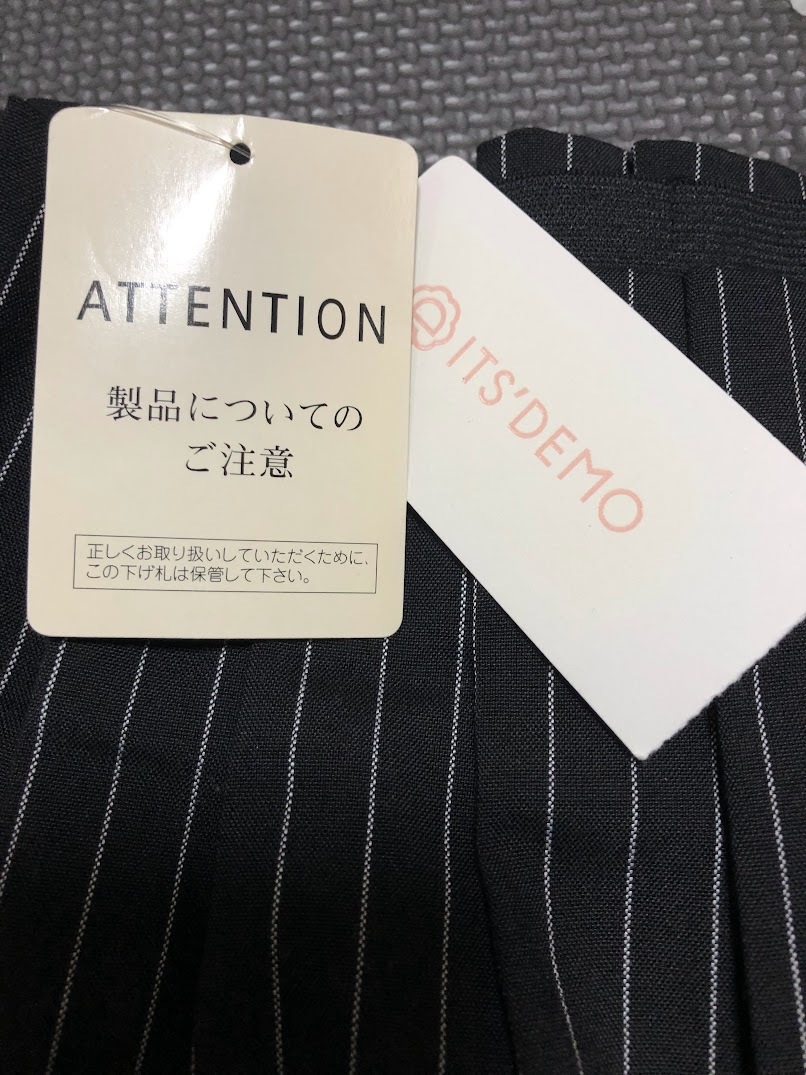 ATTENTION
製品についての
ご注意
正しくお取り扱いしていただくために、
この下げ札は保管して下さい。
ITS'DEMO